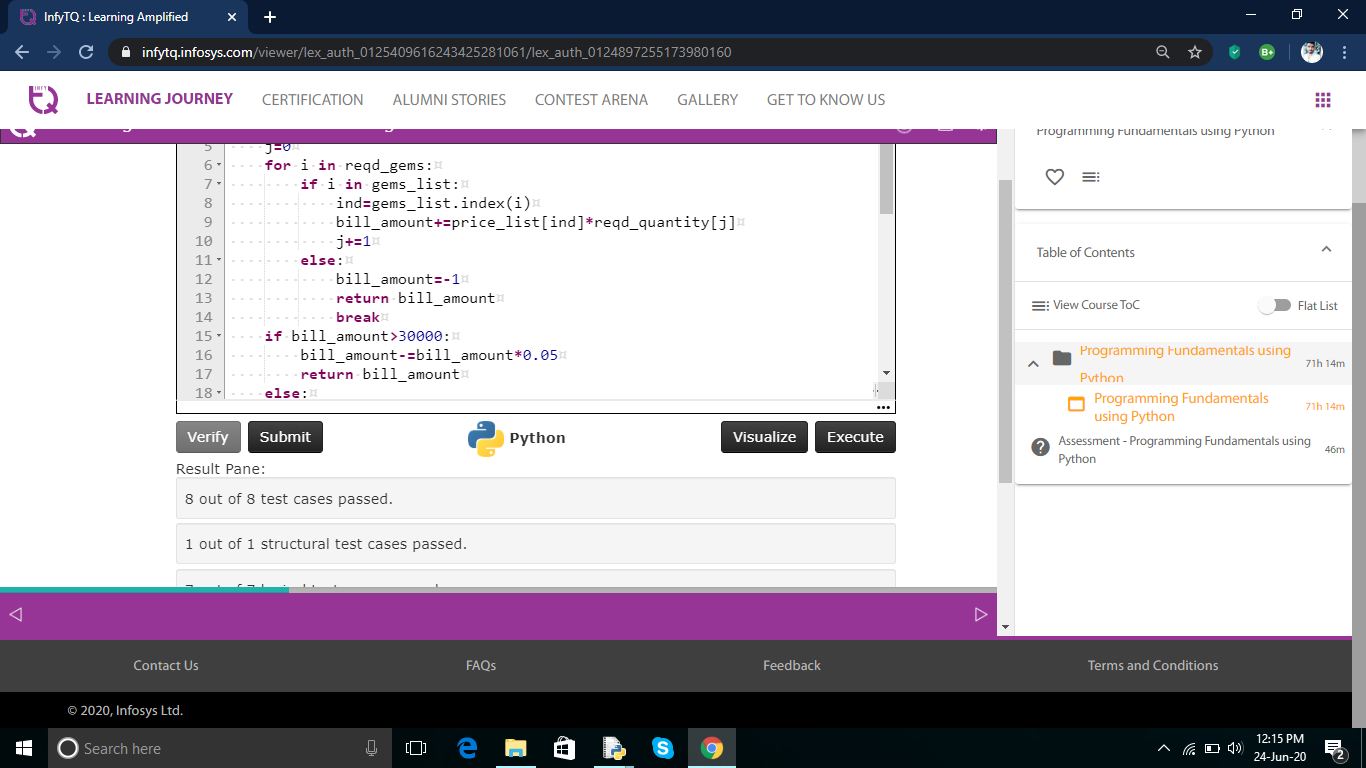 InfyTQ : Learning Amplified
infytq.infosys.com/viewer/lex_auth_0125409616243425281061/lex_auth_0124897255173980160
B+
LEARNING JOURNEY
CERTIFICATION
ALUMNI STORIES
CONTEST ARENA
GALLERY
GET TO KNOW US
5 j=0
6 for i in reqd_gems:
7 if i in gems_list:
8 ind=gems_list.index(i)
9 bill_amount+=price_list[ind]*reqd_quantity[j]
10 j+=1
11 else:
12 bill_amount=-1
13 return bill_amount
14 break
15 if bill_amount>30000:
16 bill_amount-=bill_amount*0.05
17 return bill_amount
18 else:
Verify
Submit
Python
Visualize
Execute
Result Pane:
8 out of 8 test cases passed.
1 out of 1 structural test cases passed.
Programming Fundamentals using Python
Table of Contents
View Course ToC
Flat List
Programming Fundamentals using
Python
71h 14m
Programming Fundamentals
using Python
71h 14m
Assessment - Programming Fundamentals using
Python
46m
Contact Us
FAQs
Feedback
Terms and Conditions
© 2020, Infosys Ltd.
Search here
12:15 PM
24-Jun-20
2